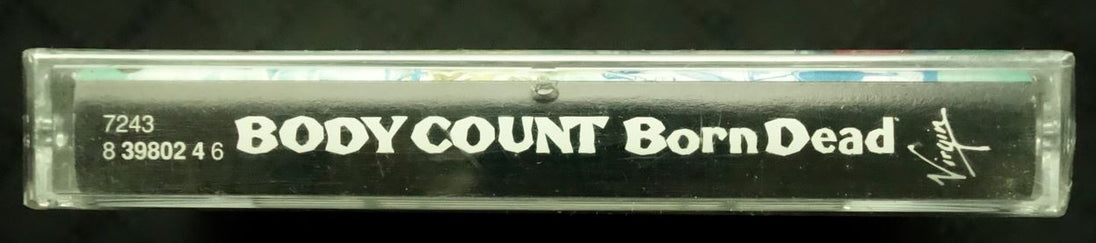 7243
8 39802 4 6
BODY COUNT Born Dead
Virgin